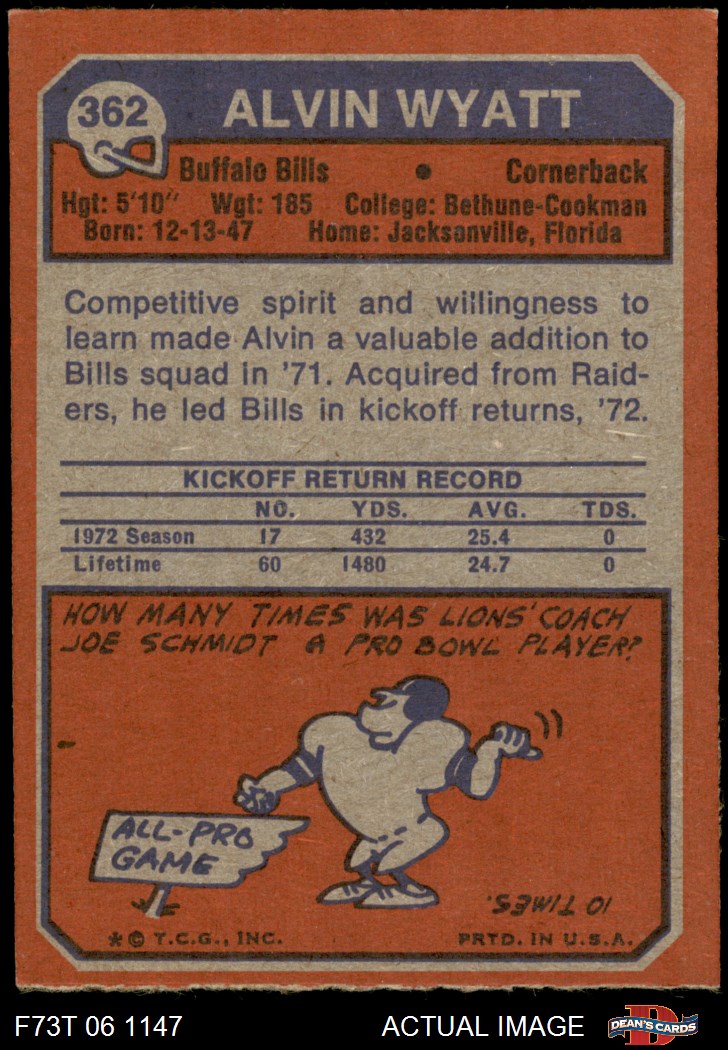 362
ALVIN WYATT
Buffalo Bills • Cornerback
Hgt: 5'10" Wgt: 185 College: Bethune-Cookman
Born: 12-13-47 Home: Jacksonville, Florida
Competitive spirit and willingness to
learn made Alvin a valuable addition to
Bills squad in '71. Acquired from Raid-
ers, he led Bills in kickoff returns, '72.
KICKOFF RETURN RECORD
NO. YDS. AVG. TDS.
1972 Season 17 432 25.4 0
Lifetime 60 1480 24.7 0
HOW MANY TIMES WAS LIONS' COACH
JOE SCHMIDT A PRO BOWL PLAYER?
ALL-PRO
GAME
10 TIMES.
* © T.C.G., INC. PRTD. IN U.S.A.
F73T 06 1147 ACTUAL IMAGE DEAN'S CARDS